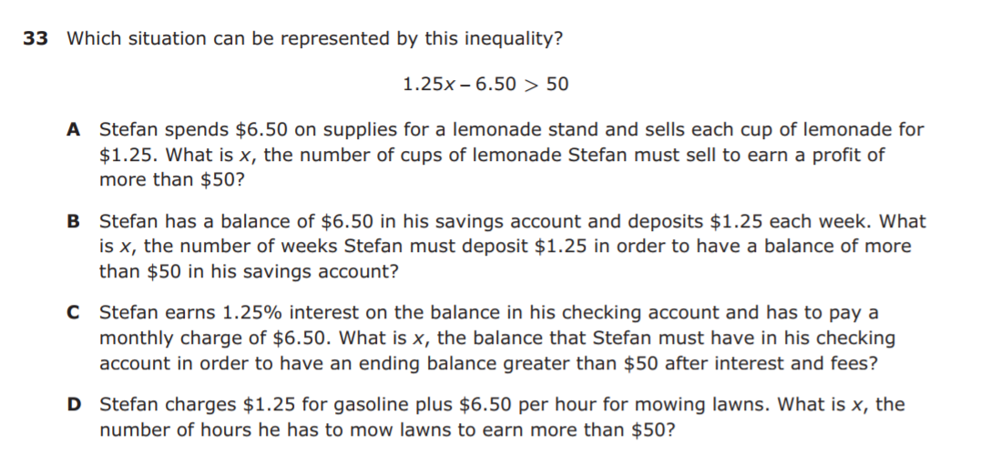 33 Which situation can be represented by this inequality?
1.25x – 6.50 > 50
A Stefan spends $6.50 on supplies for a lemonade stand and sells each cup of lemonade for
$1.25. What is x, the number of cups of lemonade Stefan must sell to earn a profit of
more than $50?
B Stefan has a balance of $6.50 in his savings account and deposits $1.25 each week. What
is x, the number of weeks Stefan must deposit $1.25 in order to have a balance of more
than $50 in his savings account?
C Stefan earns 1.25% interest on the balance in his checking account and has to pay a
monthly charge of $6.50. What is x, the balance that Stefan must have in his checking
account in order to have an ending balance greater than $50 after interest and fees?
D Stefan charges $1.25 for gasoline plus $6.50 per hour for mowing lawns. What is x, the
number of hours he has to mow lawns to earn more than $50?